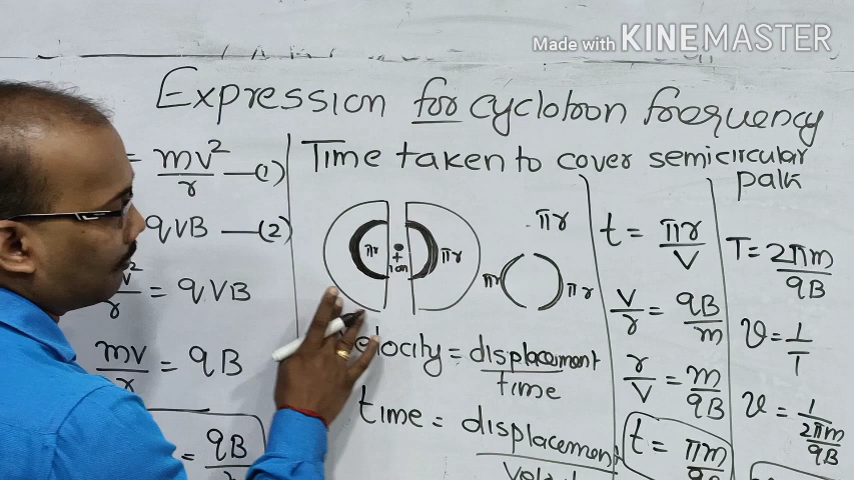 Made with KINEMASTER
Expression for cyclotron frequency
= mv²/r —(1)
qVB —(2)
v²/r = qVB
mv/r = qB
= qB/
Time taken to cover semicircular
path
πr
πr
+
ion
πr
πr
πr
velocity = displacement/time
time = displacement/
t = πr/V
V/r = qB/m
r/V = m/qB
t = πm/
T = 2πm/qB
υ = 1/T
υ = 1/2πm/qB